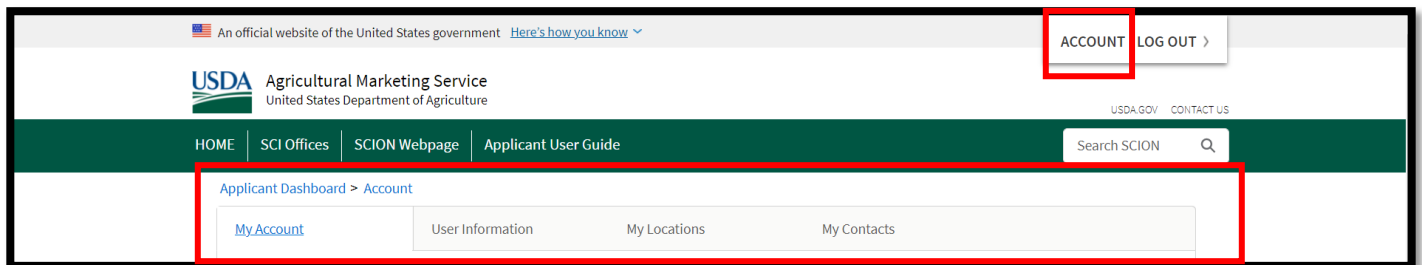 An official website of the United States government Here's how you know
ACCOUNT LOG OUT >
USDA Agricultural Marketing Service
United States Department of Agriculture
USDA.GOV CONTACT US
HOME SCI Offices SCION Webpage Applicant User Guide Search SCION
Applicant Dashboard > Account
My Account User Information My Locations My Contacts